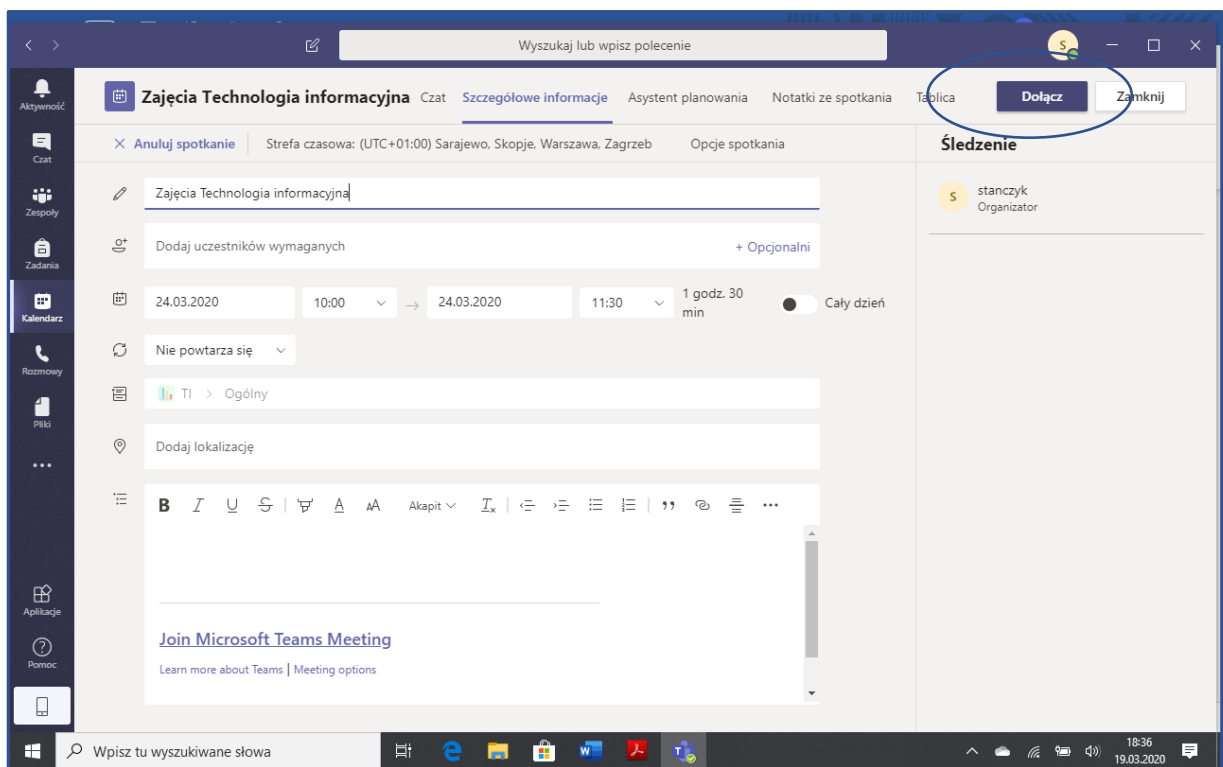 Wyszukaj lub wpisz polecenie
S
Aktywność
Czat
Zespoły
Zadania
Kalendarz
Rozmowy
Pliki
Aplikacje
Pomoc
Zajęcia Technologia informacyjna Czat Szczegółowe informacje Asystent planowania Notatki ze spotkania Tablica Dołącz Zamknij
Anuluj spotkanie Strefa czasowa: (UTC+01:00) Sarajewo, Skopje, Warszawa, Zagrzeb Opcje spotkania
Zajęcia Technologia informacyjna
Dodaj uczestników wymaganych + Opcjonalni
24.03.2020 10:00 → 24.03.2020 11:30 1 godz. 30
min Cały dzień
Nie powtarza się
TI > Ogólny
Dodaj lokalizację
B I U S A AA Akapit Tx
Join Microsoft Teams Meeting
Learn more about Teams | Meeting options
Śledzenie
S stanczyk
Organizator
Wpisz tu wyszukiwane słowa
18:36
19.03.2020